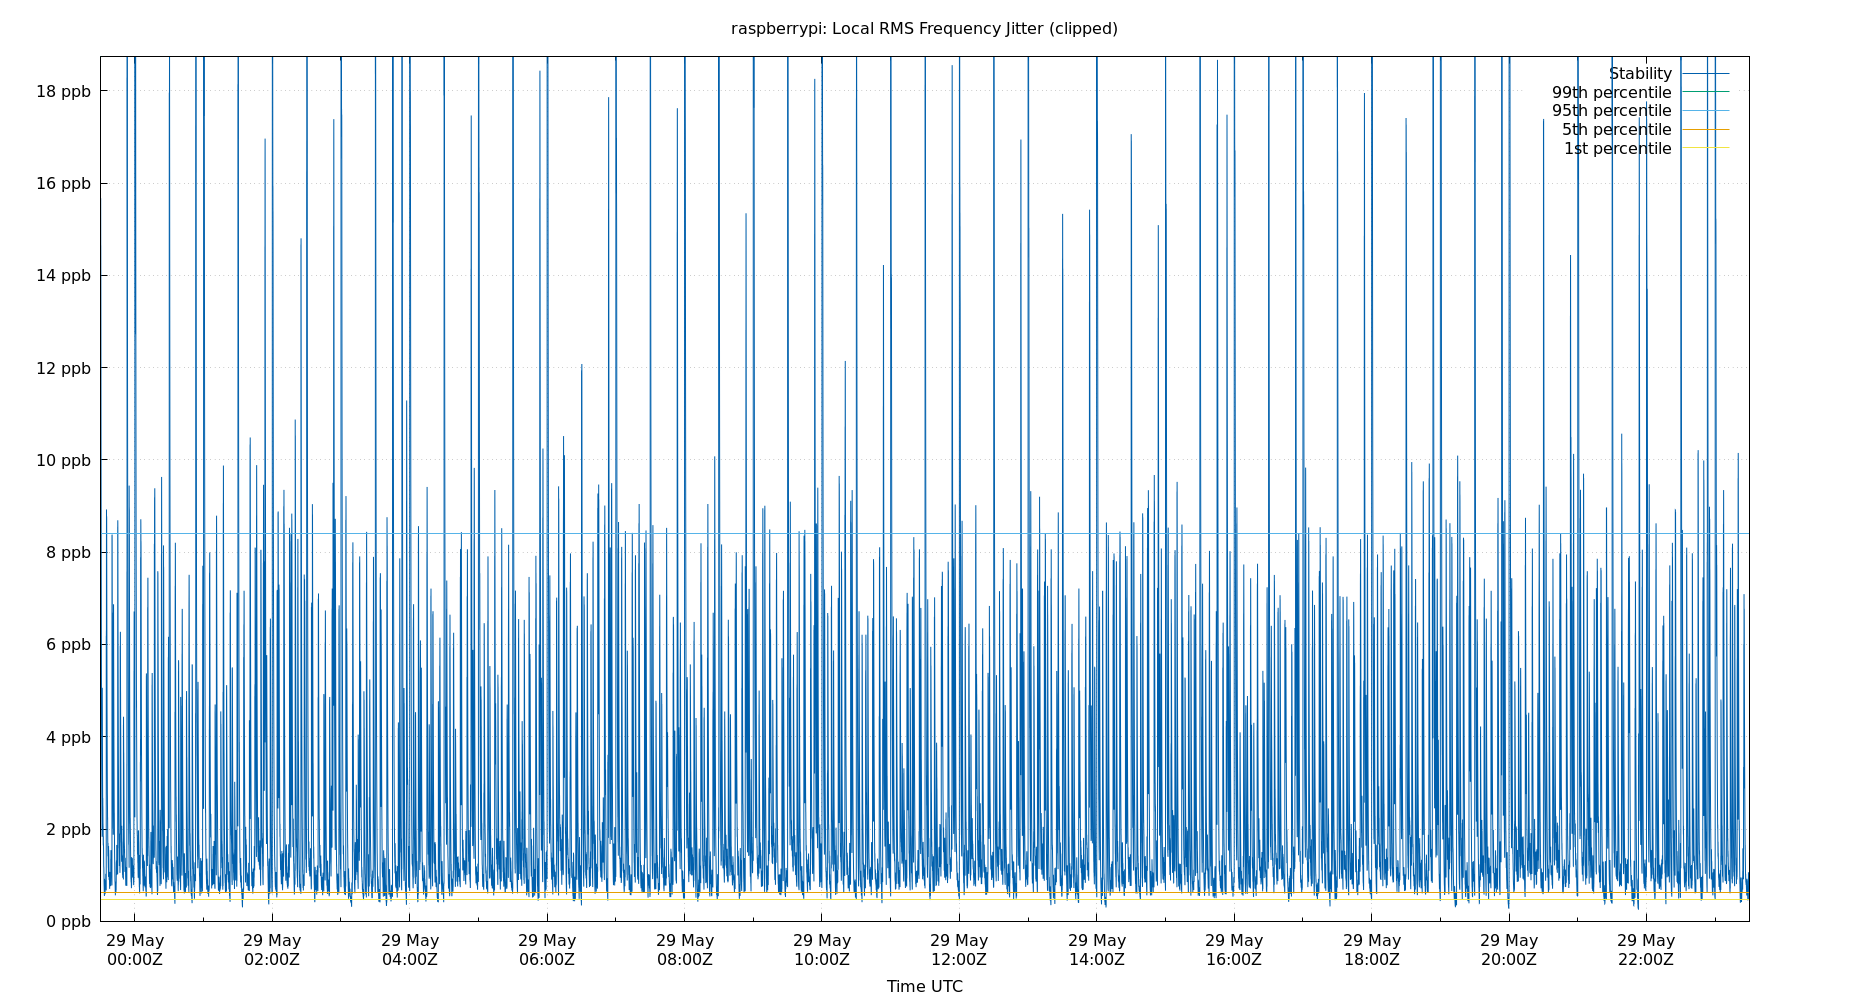 raspberrypi: Local RMS Frequency Jitter (clipped)
Stability
99th percentile
95th percentile
5th percentile
1st percentile
18 ppb
16 ppb
14 ppb
12 ppb
10 ppb
8 ppb
6 ppb
4 ppb
2 ppb
0 ppb
29 May 29 May 29 May 29 May 29 May 29 May 29 May 29 May 29 May 29 May 29 May 29 May
00:00Z 02:00Z 04:00Z 06:00Z 08:00Z 10:00Z 12:00Z 14:00Z 16:00Z 18:00Z 20:00Z 22:00Z
Time UTC